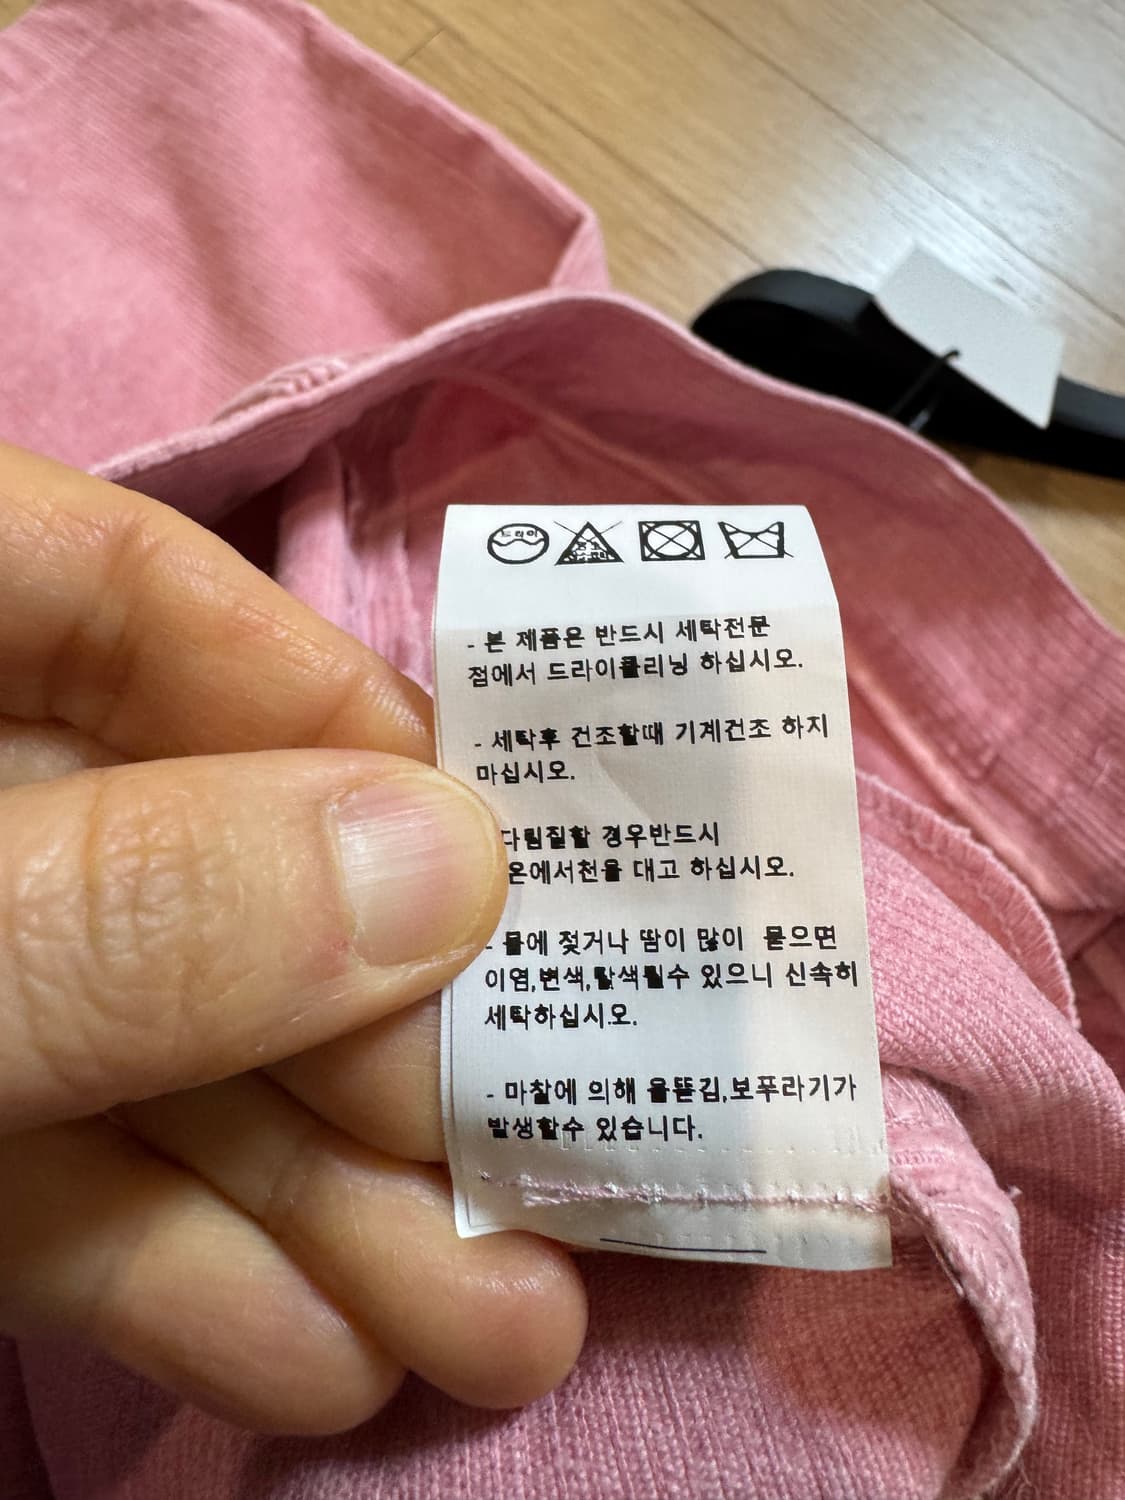 드라이
- 본 제품은 반드시 세탁전문
점에서 드라이클리닝 하십시오.
- 세탁후 건조할때 기계건조 하지
마십시오.
다림질할 경우반드시
온에서천을 대고 하십시오.
- 물에 젖거나 땀이 많이 묻으면
이염,변색,탈색될수 있으니 신속히
세탁하십시오.
- 마찰에 의해 올뜯김,보푸라기가
발생할수 있습니다.